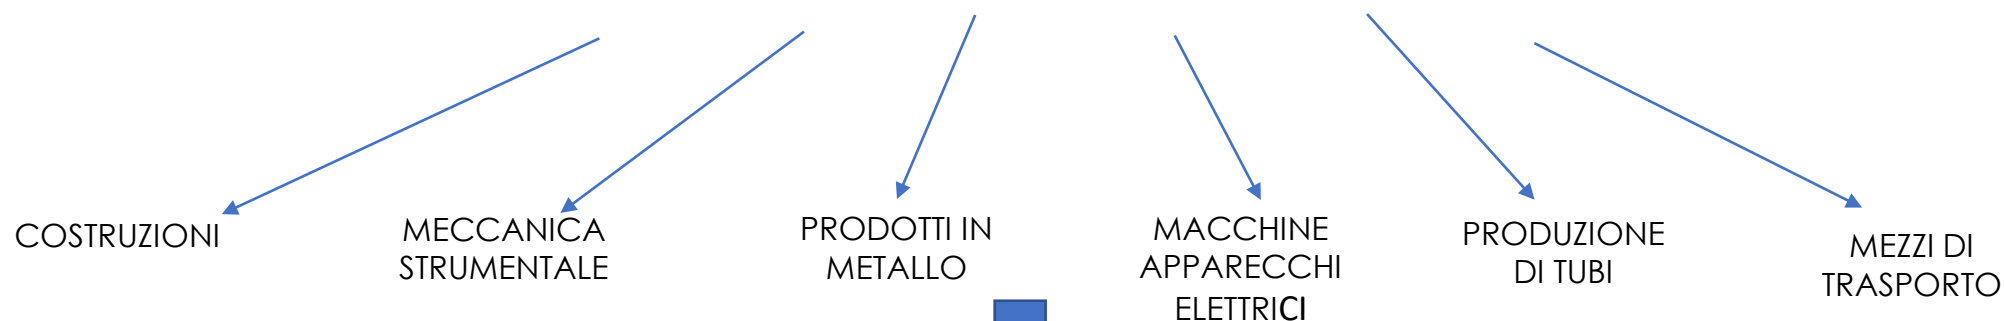 COSTRUZIONI
MECCANICA
STRUMENTALE
PRODOTTI IN
METALLO
MACCHINE
APPARECCHI
ELETTRICI
PRODUZIONE
DI TUBI
MEZZI DI
TRASPORTO